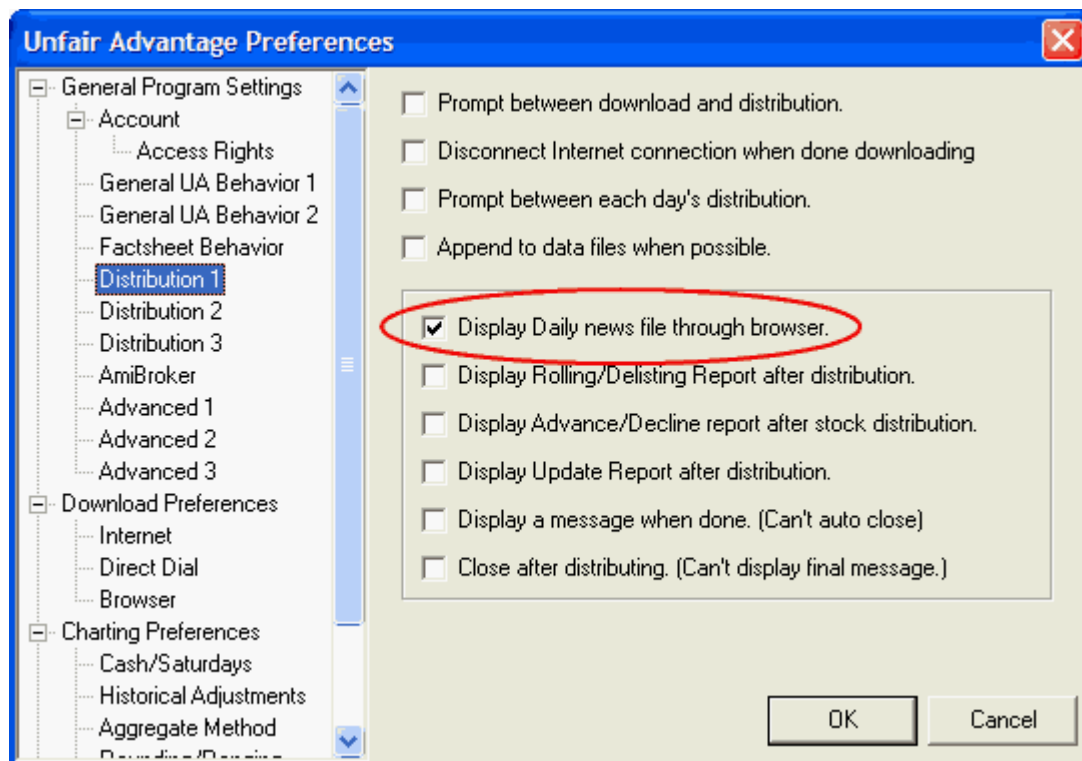 Unfair Advantage Preferences
General Program Settings
Account
Access Rights
General UA Behavior 1
General UA Behavior 2
Factsheet Behavior
Distribution 1
Distribution 2
Distribution 3
AmiBroker
Advanced 1
Advanced 2
Advanced 3
Download Preferences
Internet
Direct Dial
Browser
Charting Preferences
Cash/Saturdays
Historical Adjustments
Aggregate Method
Prompt between download and distribution.
Disconnect Internet connection when done downloading
Prompt between each day's distribution.
Append to data files when possible.
Display Daily news file through browser.
Display Rolling/Delisting Report after distribution.
Display Advance/Decline report after stock distribution.
Display Update Report after distribution.
Display a message when done. (Can't auto close)
Close after distributing. (Can't display final message.)
OK
Cancel